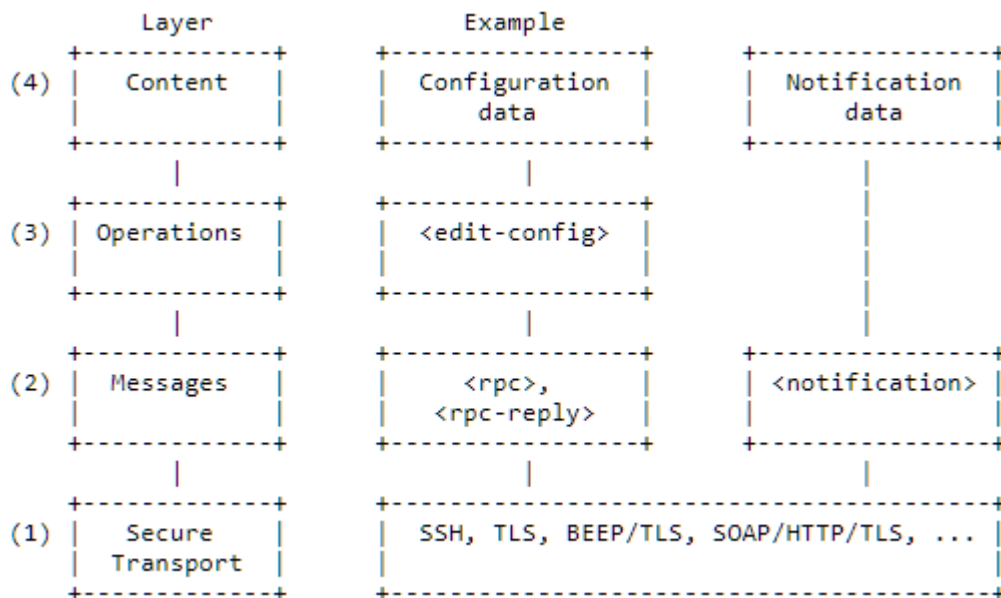 Layer Example
(4) Content Configuration Notification
data data
(3) Operations <edit-config>
(2) Messages <rpc>, <notification>
<rpc-reply>
(1) Secure SSH, TLS, BEEP/TLS, SOAP/HTTP/TLS, ...
Transport